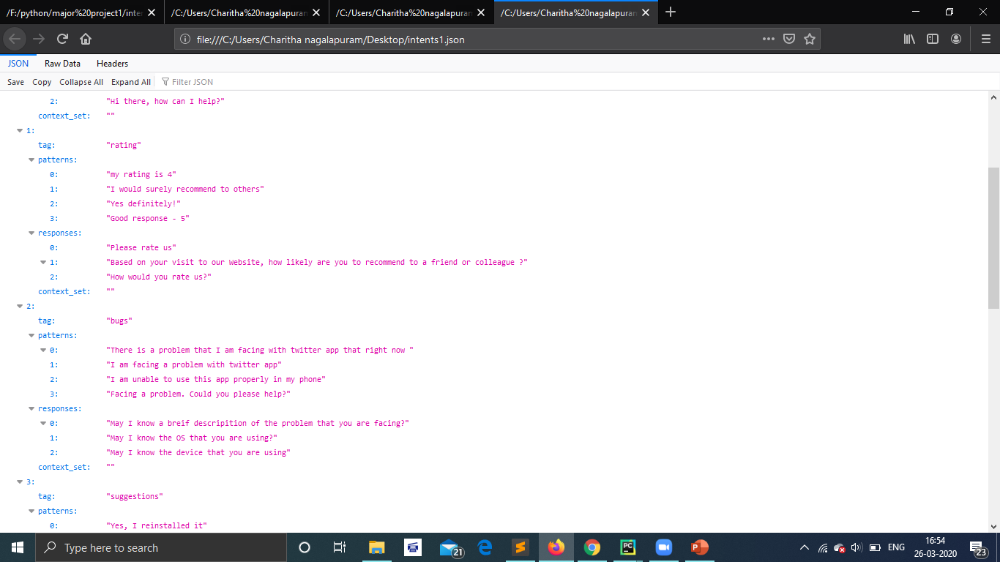 /F:/python/major%20project1/inten
/C:/Users/Charitha%20nagalapuran
/C:/Users/Charitha%20nagalapuran
/C:/Users/Charitha%20nagalapuran
file:///C:/Users/Charitha nagalapuram/Desktop/intents1.json
JSON Raw Data Headers
Save Copy Collapse All Expand All Filter JSON
2: "Hi there, how can I help?"
context_set: ""
1:
tag: "rating"
patterns:
0: "my rating is 4"
1: "I would surely recommend to others"
2: "Yes definitely!"
3: "Good response - 5"
responses:
0: "Please rate us"
1: "Based on your visit to our Website, how likely are you to recommend to a friend or colleague ?"
2: "How would you rate us?"
context_set: ""
2:
tag: "bugs"
patterns:
0: "There is a problem that I am facing with twitter app that right now "
1: "I am facing a problem with twitter app"
2: "I am unable to use this app properly in my phone"
3: "Facing a problem. Could you please help?"
responses:
0: "May I know a breif descripition of the problem that you are facing?"
1: "May I know the OS that you are using?"
2: "May I know the device that you are using"
context_set: ""
3:
tag: "suggestions"
patterns:
0: "Yes, I reinstalled it"
Type here to search
21
PC
P
ENG
16:54
26-03-2020
23